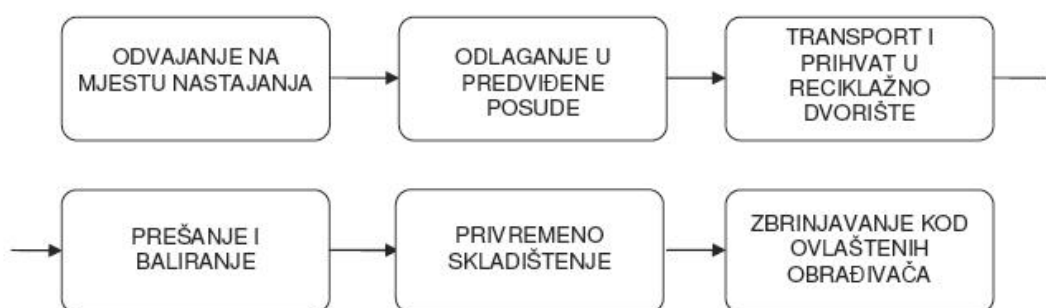 ODVAJANJE NA
MJESTU NASTAJANJA
ODLAGANJE U
PREDVIĐENE
POSUDE
TRANSPORT I
PRIHVAT U
RECIKLAŽNO
DVORIŠTE
PREŠANJE I
BALIRANJE
PRIVREMENO
SKLADIŠTENJE
ZBRINJAVANJE KOD
OVLAŠTENIH
OBRAĐIVAČA